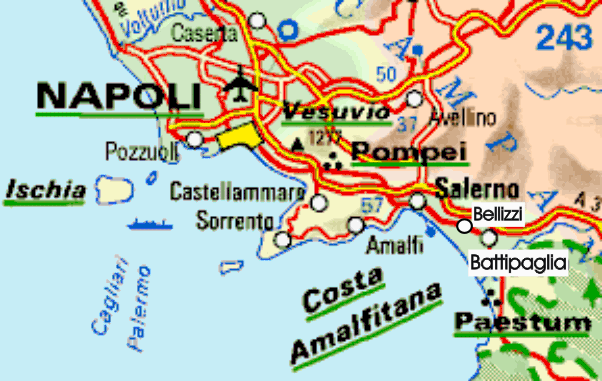 Volturno
Caserta
243
C A M P A N
50
NAPOLI
Vesuvio
1277
37
Avellino
Pozzuoli
Pompei
Ischia
Castellammare
Salerno
Sorrento
57
A 3
Bellizzi
Amalfi
Battipaglia
Cagliari
Palermo
Costa
Amalfitana
Paestum